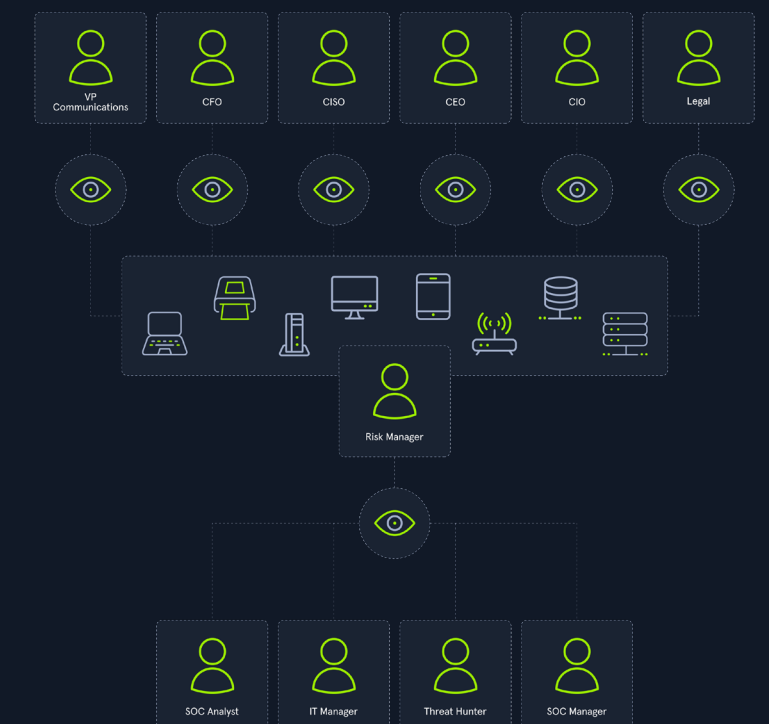 VP
Communications
CFO
CISO
CEO
CIO
Legal
Risk Manager
SOC Analyst
IT Manager
Threat Hunter
SOC Manager